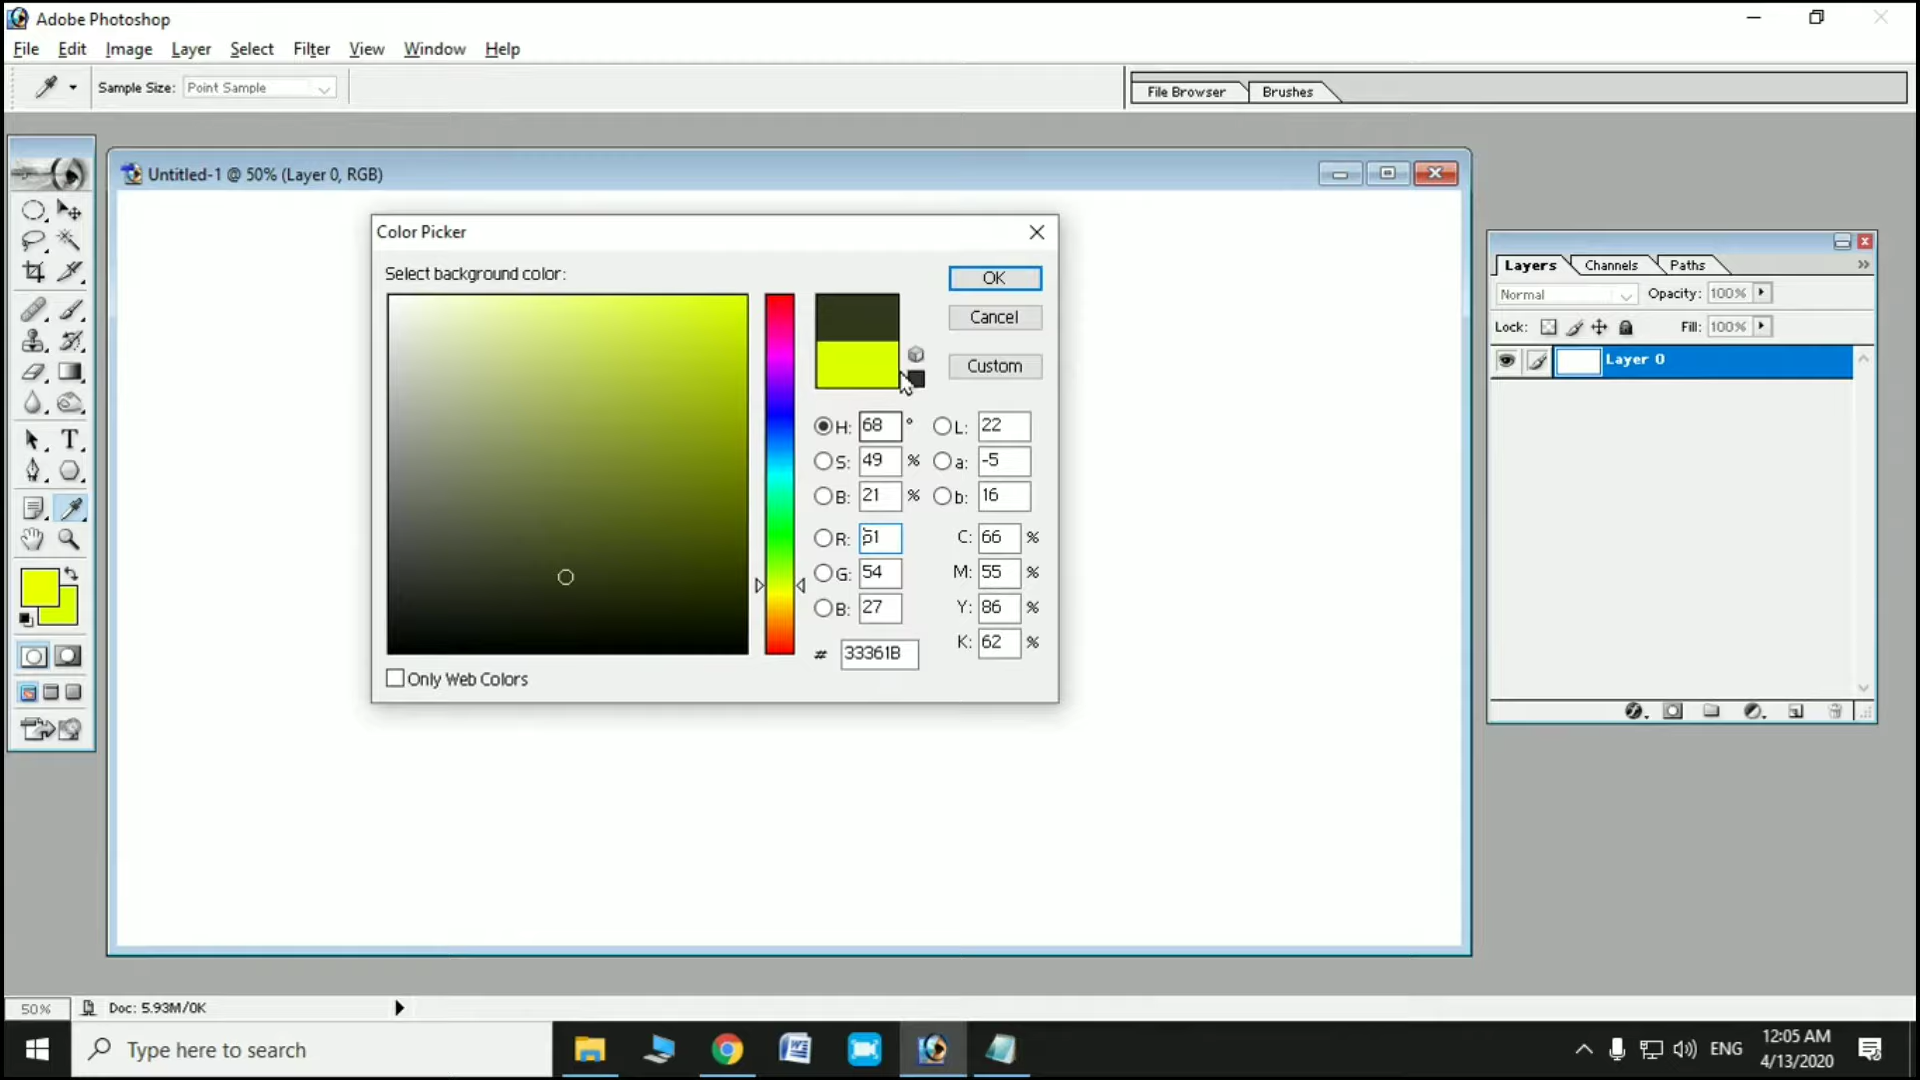 Adobe Photoshop
File Edit Image Layer Select Filter View Window Help
Sample Size: Point Sample
File Browser Brushes
Untitled-1 @ 50% (Layer 0, RGB)
Color Picker
Select background color:
OK
Cancel
Custom
H: 68 ° L: 22
S: 49 % a: -5
B: 21 % b: 16
R: 51 C: 66 %
G: 54 M: 55 %
B: 27 Y: 86 %
K: 62 %
# 33361B
Only Web Colors
Layers Channels Paths
Normal Opacity: 100%
Lock: Fill: 100%
Layer 0
T
50% Doc: 5.93M/0K
Type here to search
ENG
12:05 AM
4/13/2020